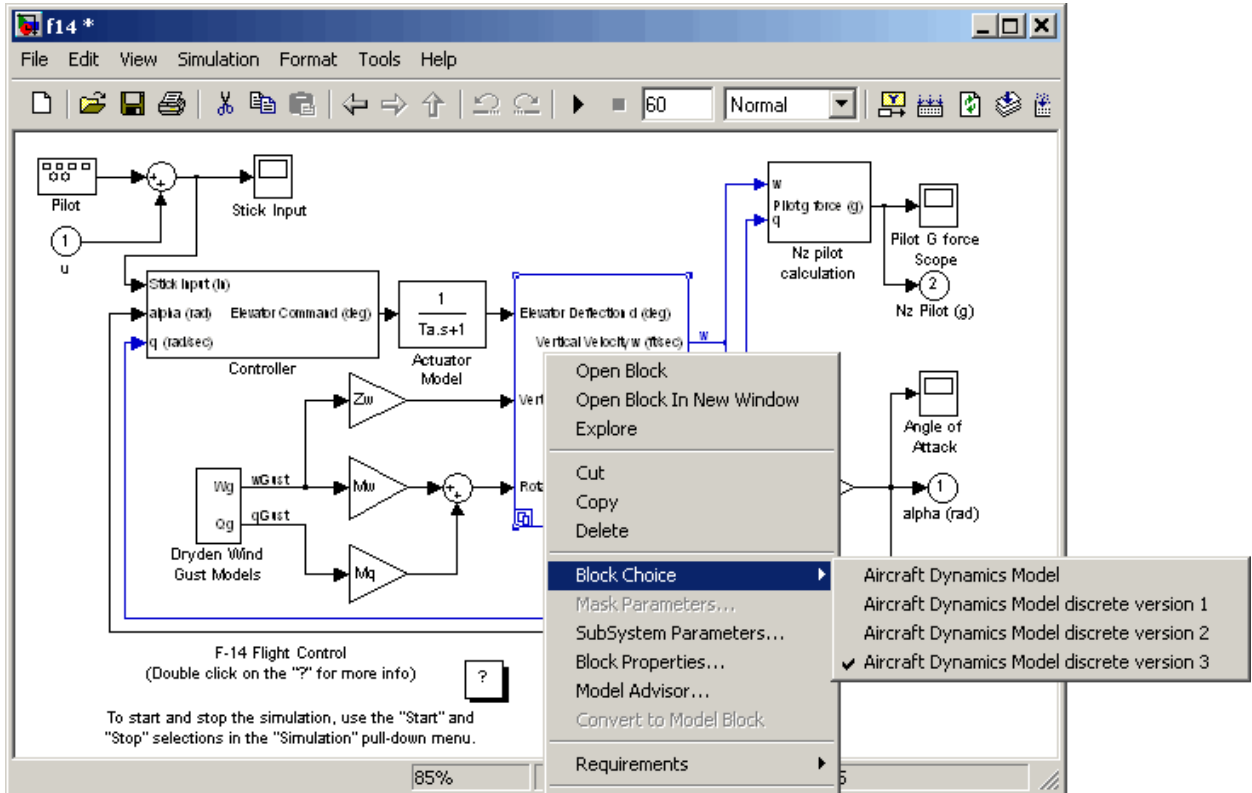 f14 *
File Edit View Simulation Format Tools Help
60 Normal
Pilot
Stick Input
1
u
Stick Input (in)
alpha (rad) Elevator Command (deg)
q (rad/sec)
Controller
1
Ta.s+1
Actuator
Model
Elevator Deflection d (deg)
Vertical Velocity w (ft/sec)
w
Vert
Rota
w
Pilot g force (g)
q
Nz pilot
calculation
Pilot G force
Scope
2
Nz Pilot (g)
Angle of
Attack
1
alpha (rad)
Zw
Mw
Mq
Wg wGust
Qg qGust
Dryden Wind
Gust Models
F-14 Flight Control
(Double click on the "?" for more info)
?
To start and stop the simulation, use the "Start" and
"Stop" selections in the "Simulation" pull-down menu.
Open Block
Open Block In New Window
Explore
Cut
Copy
Delete
Block Choice
Mask Parameters...
SubSystem Parameters...
Block Properties...
Model Advisor...
Convert to Model Block
Requirements
Aircraft Dynamics Model
Aircraft Dynamics Model discrete version 1
Aircraft Dynamics Model discrete version 2
Aircraft Dynamics Model discrete version 3
85%